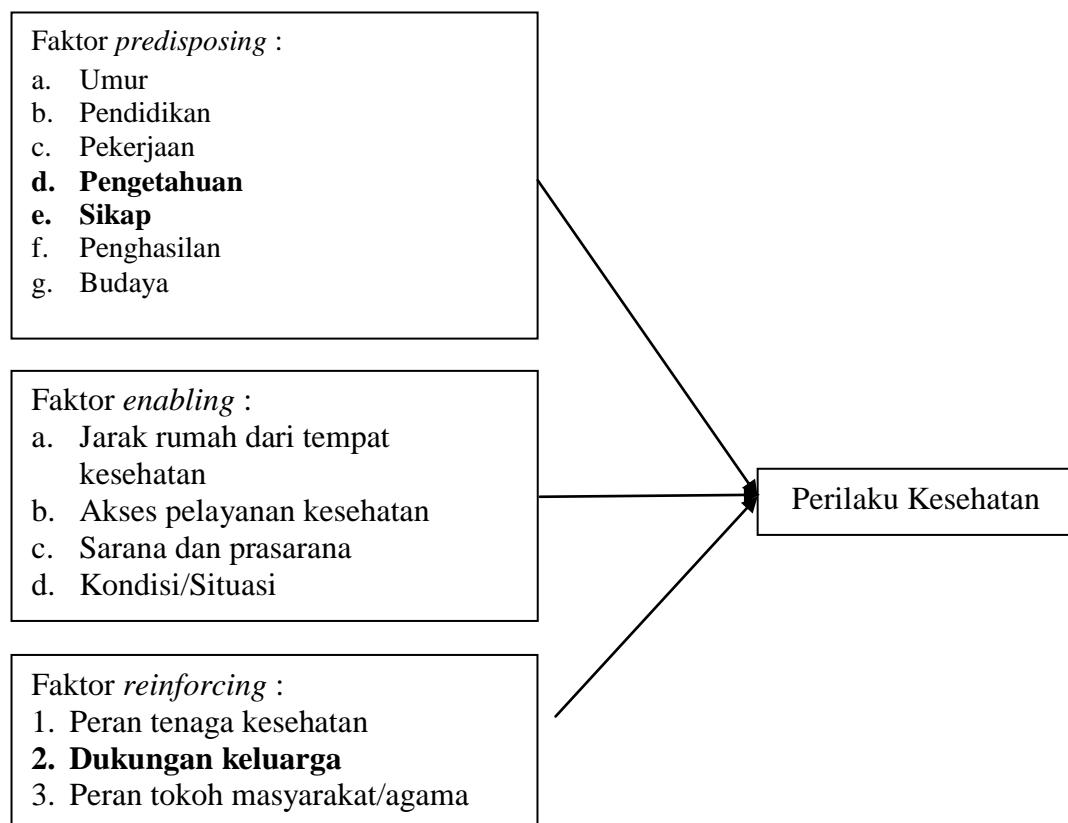 Faktor predisposing :
a. Umur
b. Pendidikan
c. Pekerjaan
d. Pengetahuan
e. Sikap
f. Penghasilan
g. Budaya
Faktor enabling :
a. Jarak rumah dari tempat
kesehatan
b. Akses pelayanan kesehatan
c. Sarana dan prasarana
d. Kondisi/Situasi
Faktor reinforcing :
1. Peran tenaga kesehatan
2. Dukungan keluarga
3. Peran tokoh masyarakat/agama
Perilaku Kesehatan